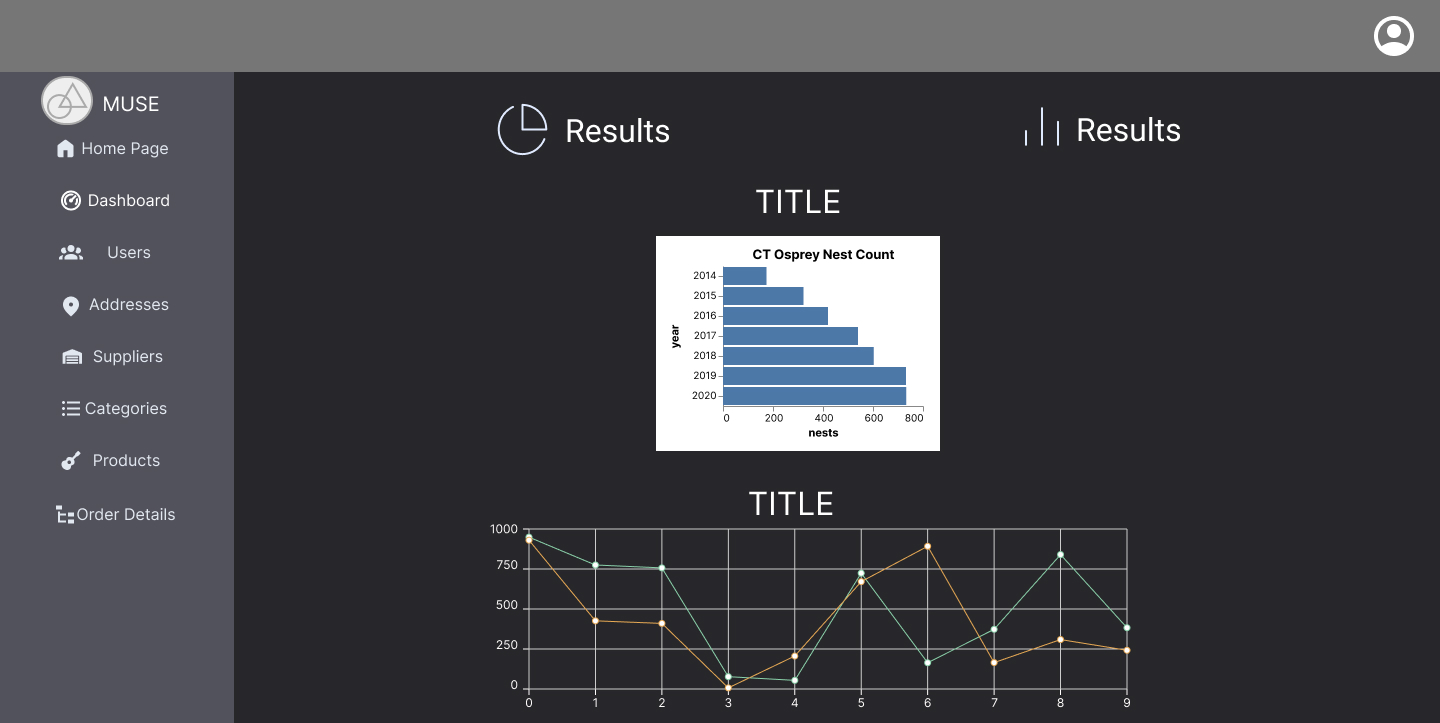 MUSE
Home Page
Dashboard
Users
Addresses
Suppliers
Categories
Products
Order Details
Results
Results
TITLE
CT Osprey Nest Count
year
2014
2015
2016
2017
2018
2019
2020
0 200 400 600 800
nests
TITLE
1000
750
500
250
0
0 1 2 3 4 5 6 7 8 9